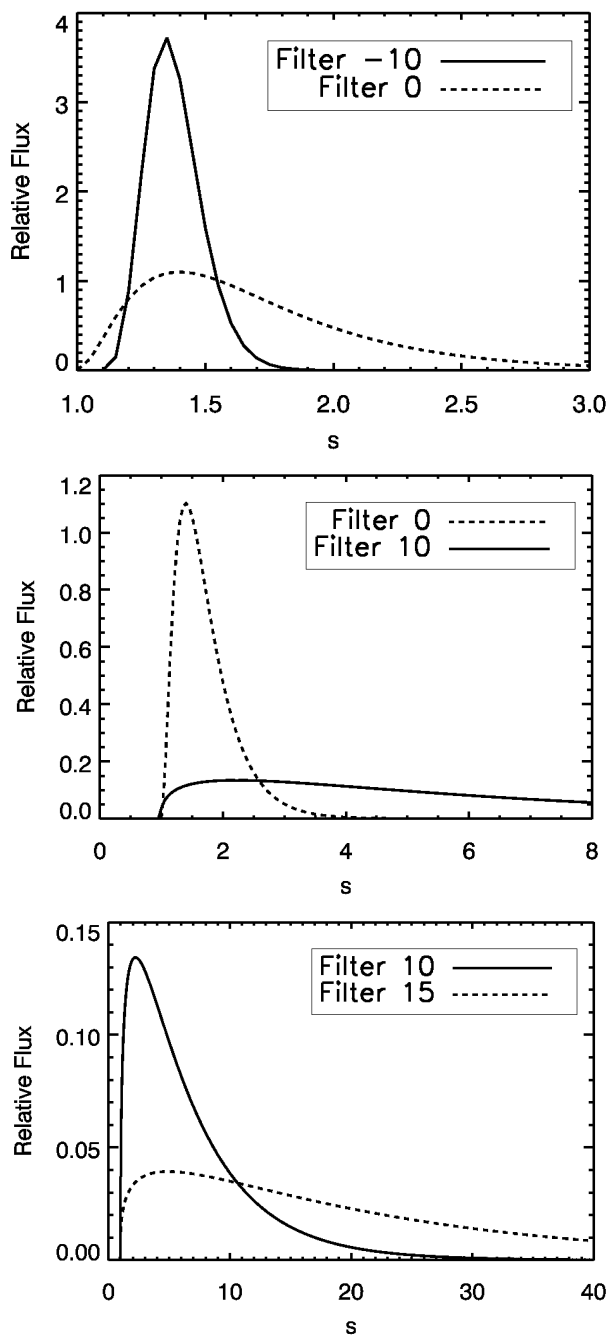 4
Filter -10
Filter 0
3
2
1
0
Relative Flux
1.0 1.5 2.0 2.5 3.0
s
1.2
Filter 0
Filter 10
1.0
0.8
0.6
0.4
0.2
0.0
Relative Flux
0 2 4 6 8
s
0.15
Filter 10
Filter 15
0.10
0.05
0.00
Relative Flux
0 10 20 30 40
s